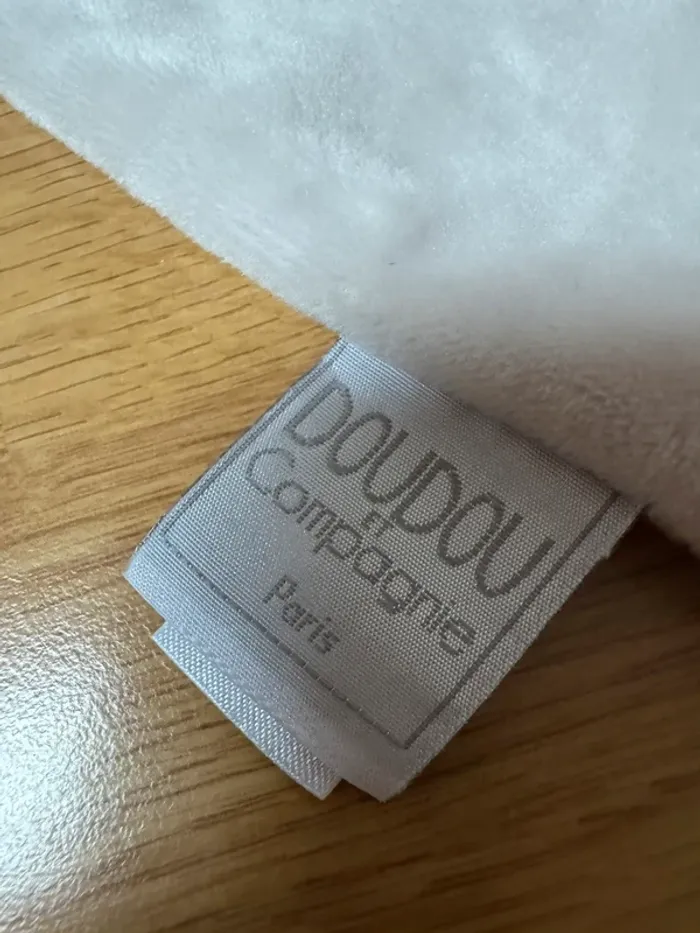 DOUDOU
ET
Compagnie
Paris